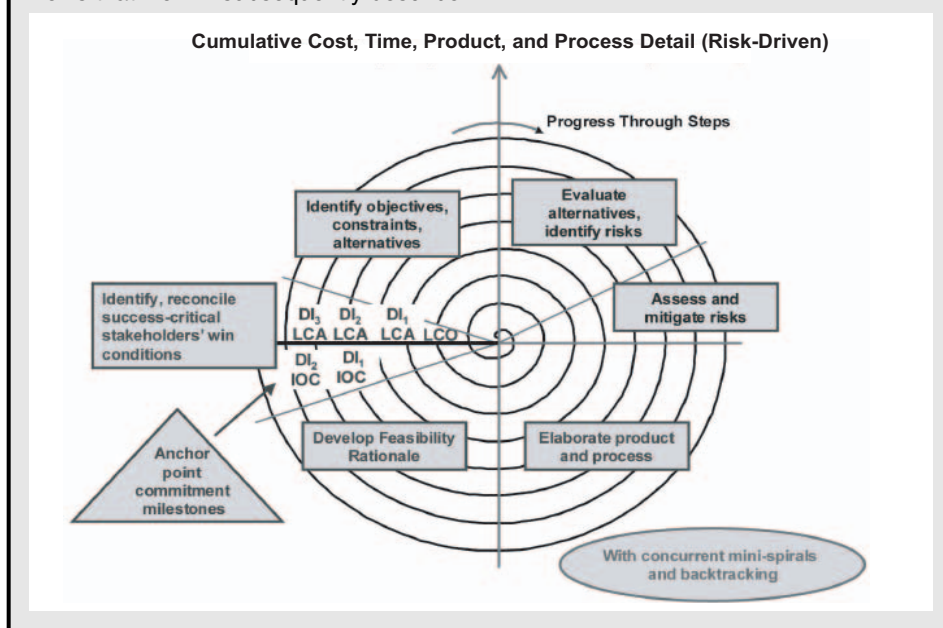 Cumulative Cost, Time, Product, and Process Detail (Risk-Driven)
Progress Through Steps
Identify objectives,
constraints,
alternatives
Evaluate
alternatives,
identify risks
Identify, reconcile
success-critical
stakeholders' win
conditions
Assess and
mitigate risks
DI3 DI2 DI1
LCA LCA LCA LCO
DI2 DI1
IOC IOC
Anchor
point
commitment
milestones
Develop Feasibility
Rationale
Elaborate product
and process
With concurrent mini-spirals
and backtracking